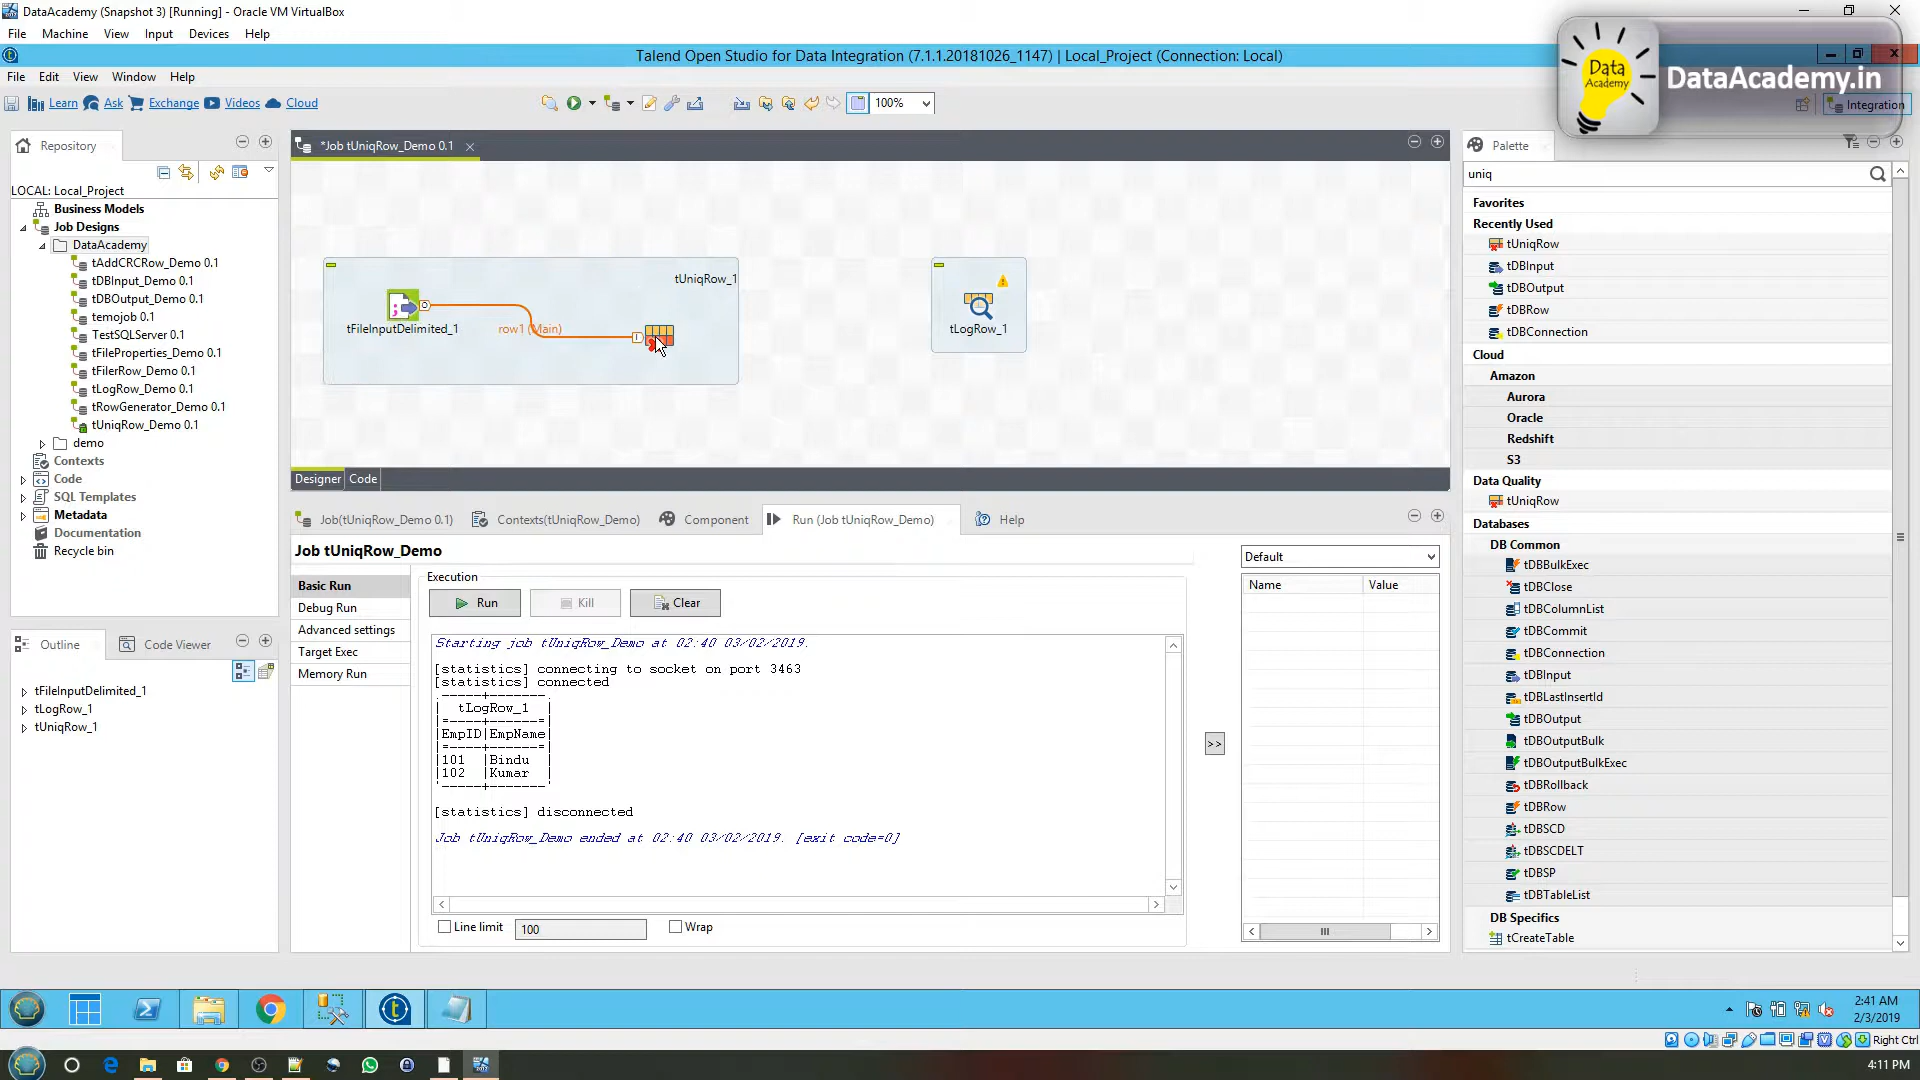 DataAcademy (Snapshot 3) [Running] - Oracle VM VirtualBox
File Machine View Input Devices Help
Talend Open Studio for Data Integration (7.1.1.20181026_1147) | Local_Project (Connection: Local)
Data Academy
DataAcademy.in
File Edit View Window Help
Learn Ask Exchange Videos Cloud
100%
Integration
Repository
LOCAL: Local_Project
Business Models
Job Designs
DataAcademy
tAddCRCRow_Demo 0.1
tDBInput_Demo 0.1
tDBOutput_Demo 0.1
temojob 0.1
TestSQLServer 0.1
tFileProperties_Demo 0.1
tFilerRow_Demo 0.1
tLogRow_Demo 0.1
tRowGenerator_Demo 0.1
tUniqRow_Demo 0.1
demo
Contexts
Code
SQL Templates
Metadata
Documentation
Recycle bin
Outline
Code Viewer
tFileInputDelimited_1
tLogRow_1
tUniqRow_1
*Job tUniqRow_Demo 0.1
tUniqRow_1
tFileInputDelimited_1
row1 (Main)
tLogRow_1
Designer Code
Job(tUniqRow_Demo 0.1) Contexts(tUniqRow_Demo) Component Run (Job tUniqRow_Demo) Help
Job tUniqRow_Demo
Basic Run
Debug Run
Advanced settings
Target Exec
Memory Run
Execution
Run Kill Clear
Starting job tUniqRow_Demo at 02:40 03/02/2019.
[statistics] connecting to socket on port 3463
[statistics] connected
.-----+-------.
| tLogRow_1 |
|=-----+------=|
|EmpID|EmpName|
|=-----+------=|
|101 |Bindu |
|102 |Kumar |
'-----+-------'
[statistics] disconnected
Job tUniqRow_Demo ended at 02:40 03/02/2019. [exit code=0]
Line limit 100 Wrap
>>
Default
Name Value
Palette
uniq
Favorites
Recently Used
tUniqRow
tDBInput
tDBOutput
tDBRow
tDBConnection
Cloud
Amazon
Aurora
Oracle
Redshift
S3
Data Quality
tUniqRow
Databases
DB Common
tDBBulkExec
tDBClose
tDBColumnList
tDBCommit
tDBConnection
tDBInput
tDBLastInsertId
tDBOutput
tDBOutputBulk
tDBOutputBulkExec
tDBRollback
tDBRow
tDBSCD
tDBSCDELT
tDBSP
tDBTableList
DB Specifics
tCreateTable
2:41 AM
2/3/2019
Right Ctrl
4:11 PM